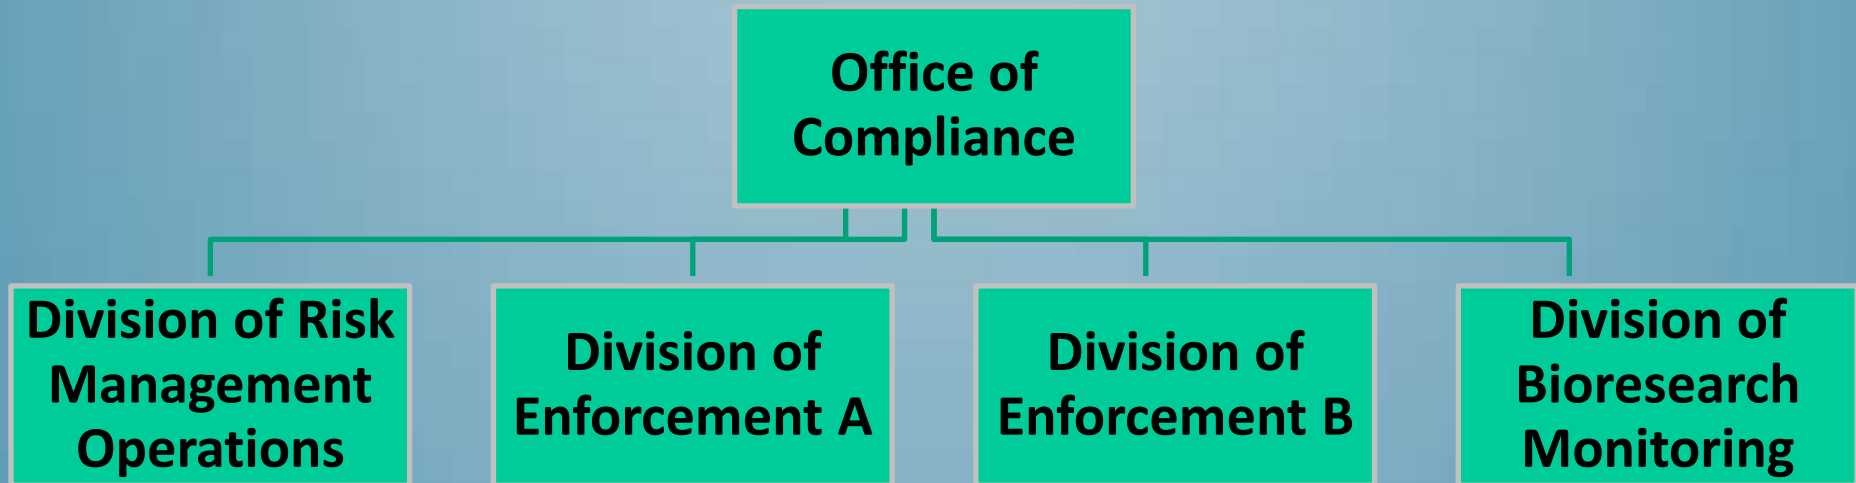 Office of
Compliance
Division of Risk
Management
Operations
Division of
Enforcement A
Division of
Enforcement B
Division of
Bioresearch
Monitoring